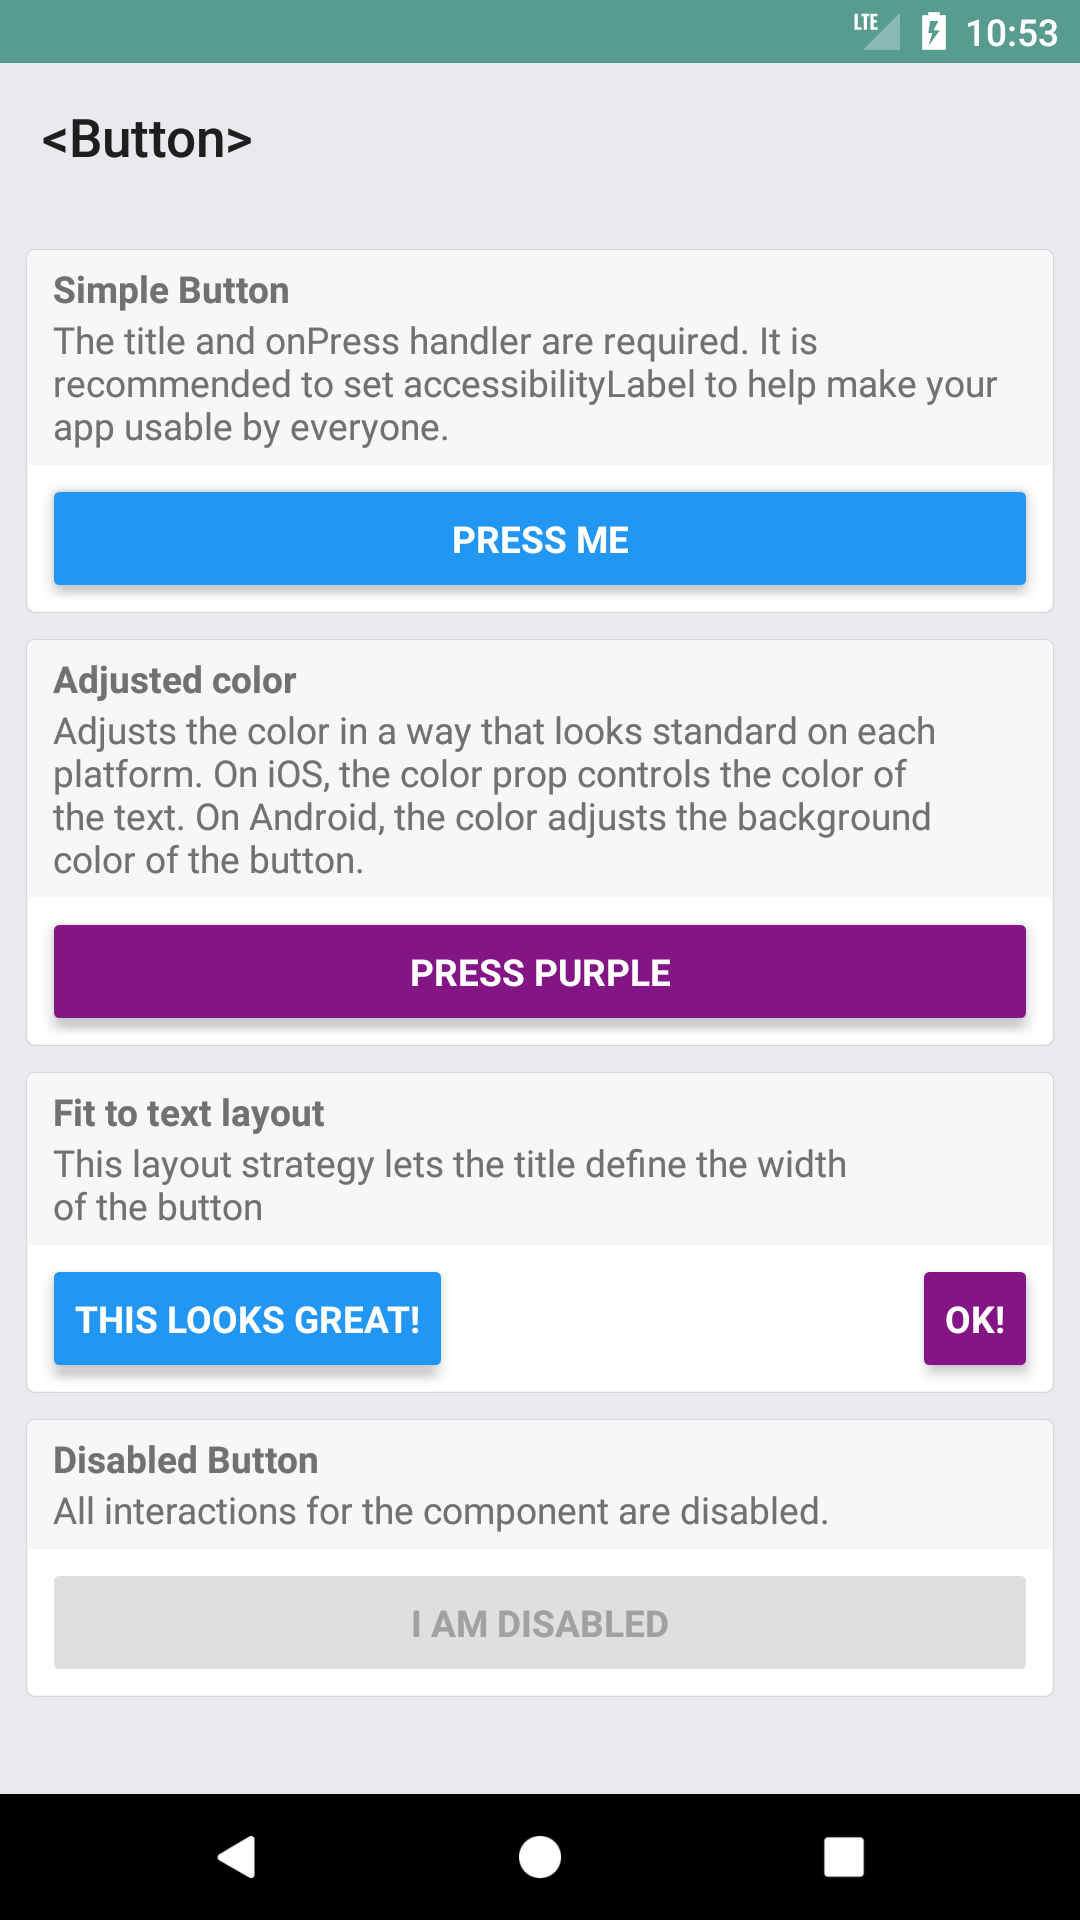 LTE 10:53
<Button>
Simple Button
The title and onPress handler are required. It is
recommended to set accessibilityLabel to help make your
app usable by everyone.
PRESS ME
Adjusted color
Adjusts the color in a way that looks standard on each
platform. On iOS, the color prop controls the color of
the text. On Android, the color adjusts the background
color of the button.
PRESS PURPLE
Fit to text layout
This layout strategy lets the title define the width
of the button
THIS LOOKS GREAT! OK!
Disabled Button
All interactions for the component are disabled.
I AM DISABLED